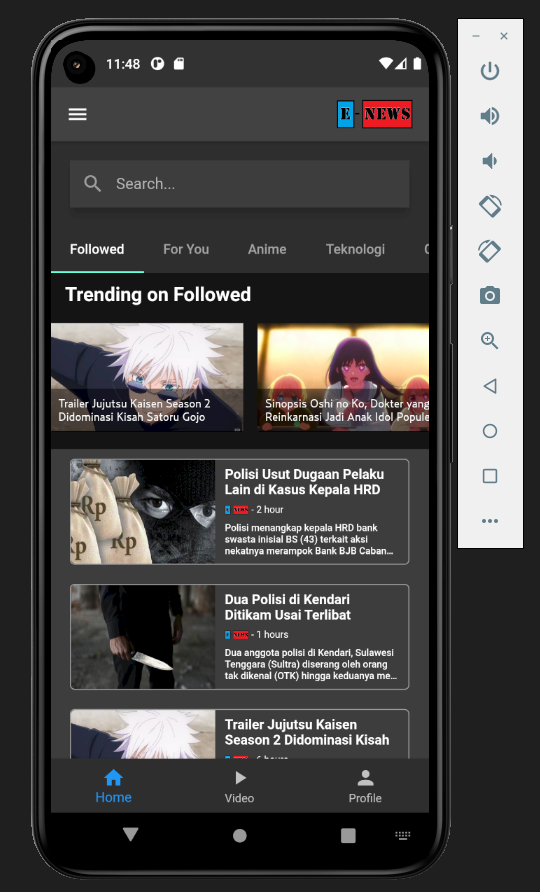 11:48
E - NEWS
Search...
Followed For You Anime Teknologi
Trending on Followed
Trailer Jujutsu Kaisen Season 2
Didominasi Kisah Satoru Gojo
Sinopsis Oshi no Ko, Dokter yang
Reinkarnasi Jadi Anak Idol Popule
Rp
Rp
Rp
Polisi Usut Dugaan Pelaku
Lain di Kasus Kepala HRD
E NEWS - 2 hour
Polisi menangkap kepala HRD bank
swasta inisial BS (43) terkait aksi
nekatnya merampok Bank BJB Caban...
Dua Polisi di Kendari
Ditikam Usai Terlibat
E NEWS - 1 hours
Dua anggota polisi di Kendari, Sulawesi
Tenggara (Sultra) diserang oleh orang
tak dikenal (OTK) hingga keduanya me...
Trailer Jujutsu Kaisen
Season 2 Didominasi Kisah
Home
Video
Profile